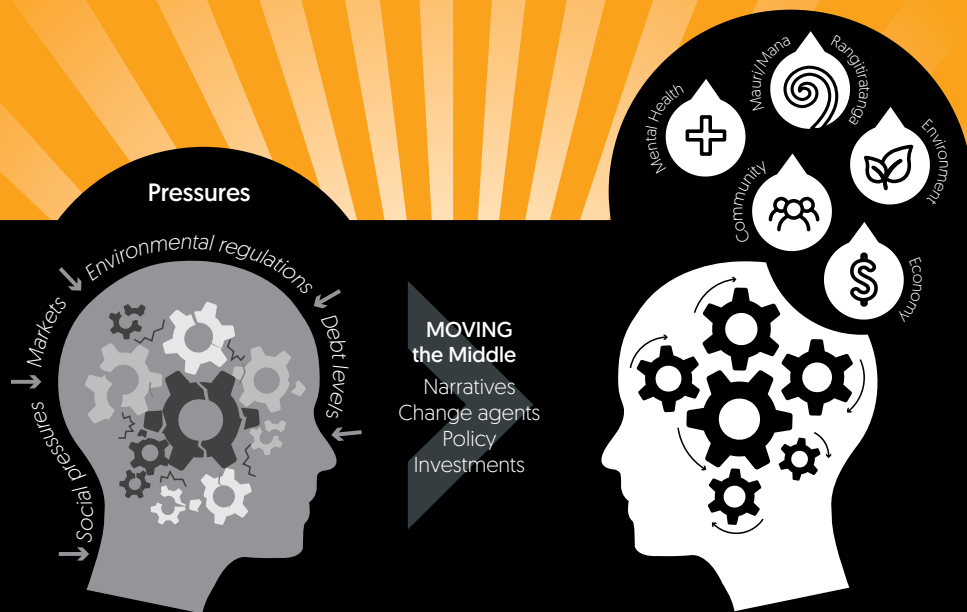 Pressures
Environmental regulations
Markets
Debt levels
Social pressures
MOVING
the Middle
Narratives
Change agents
Policy
Investments
Mental Health
Mauri/Mana
Rangitiratanga
Environment
Community
Economy